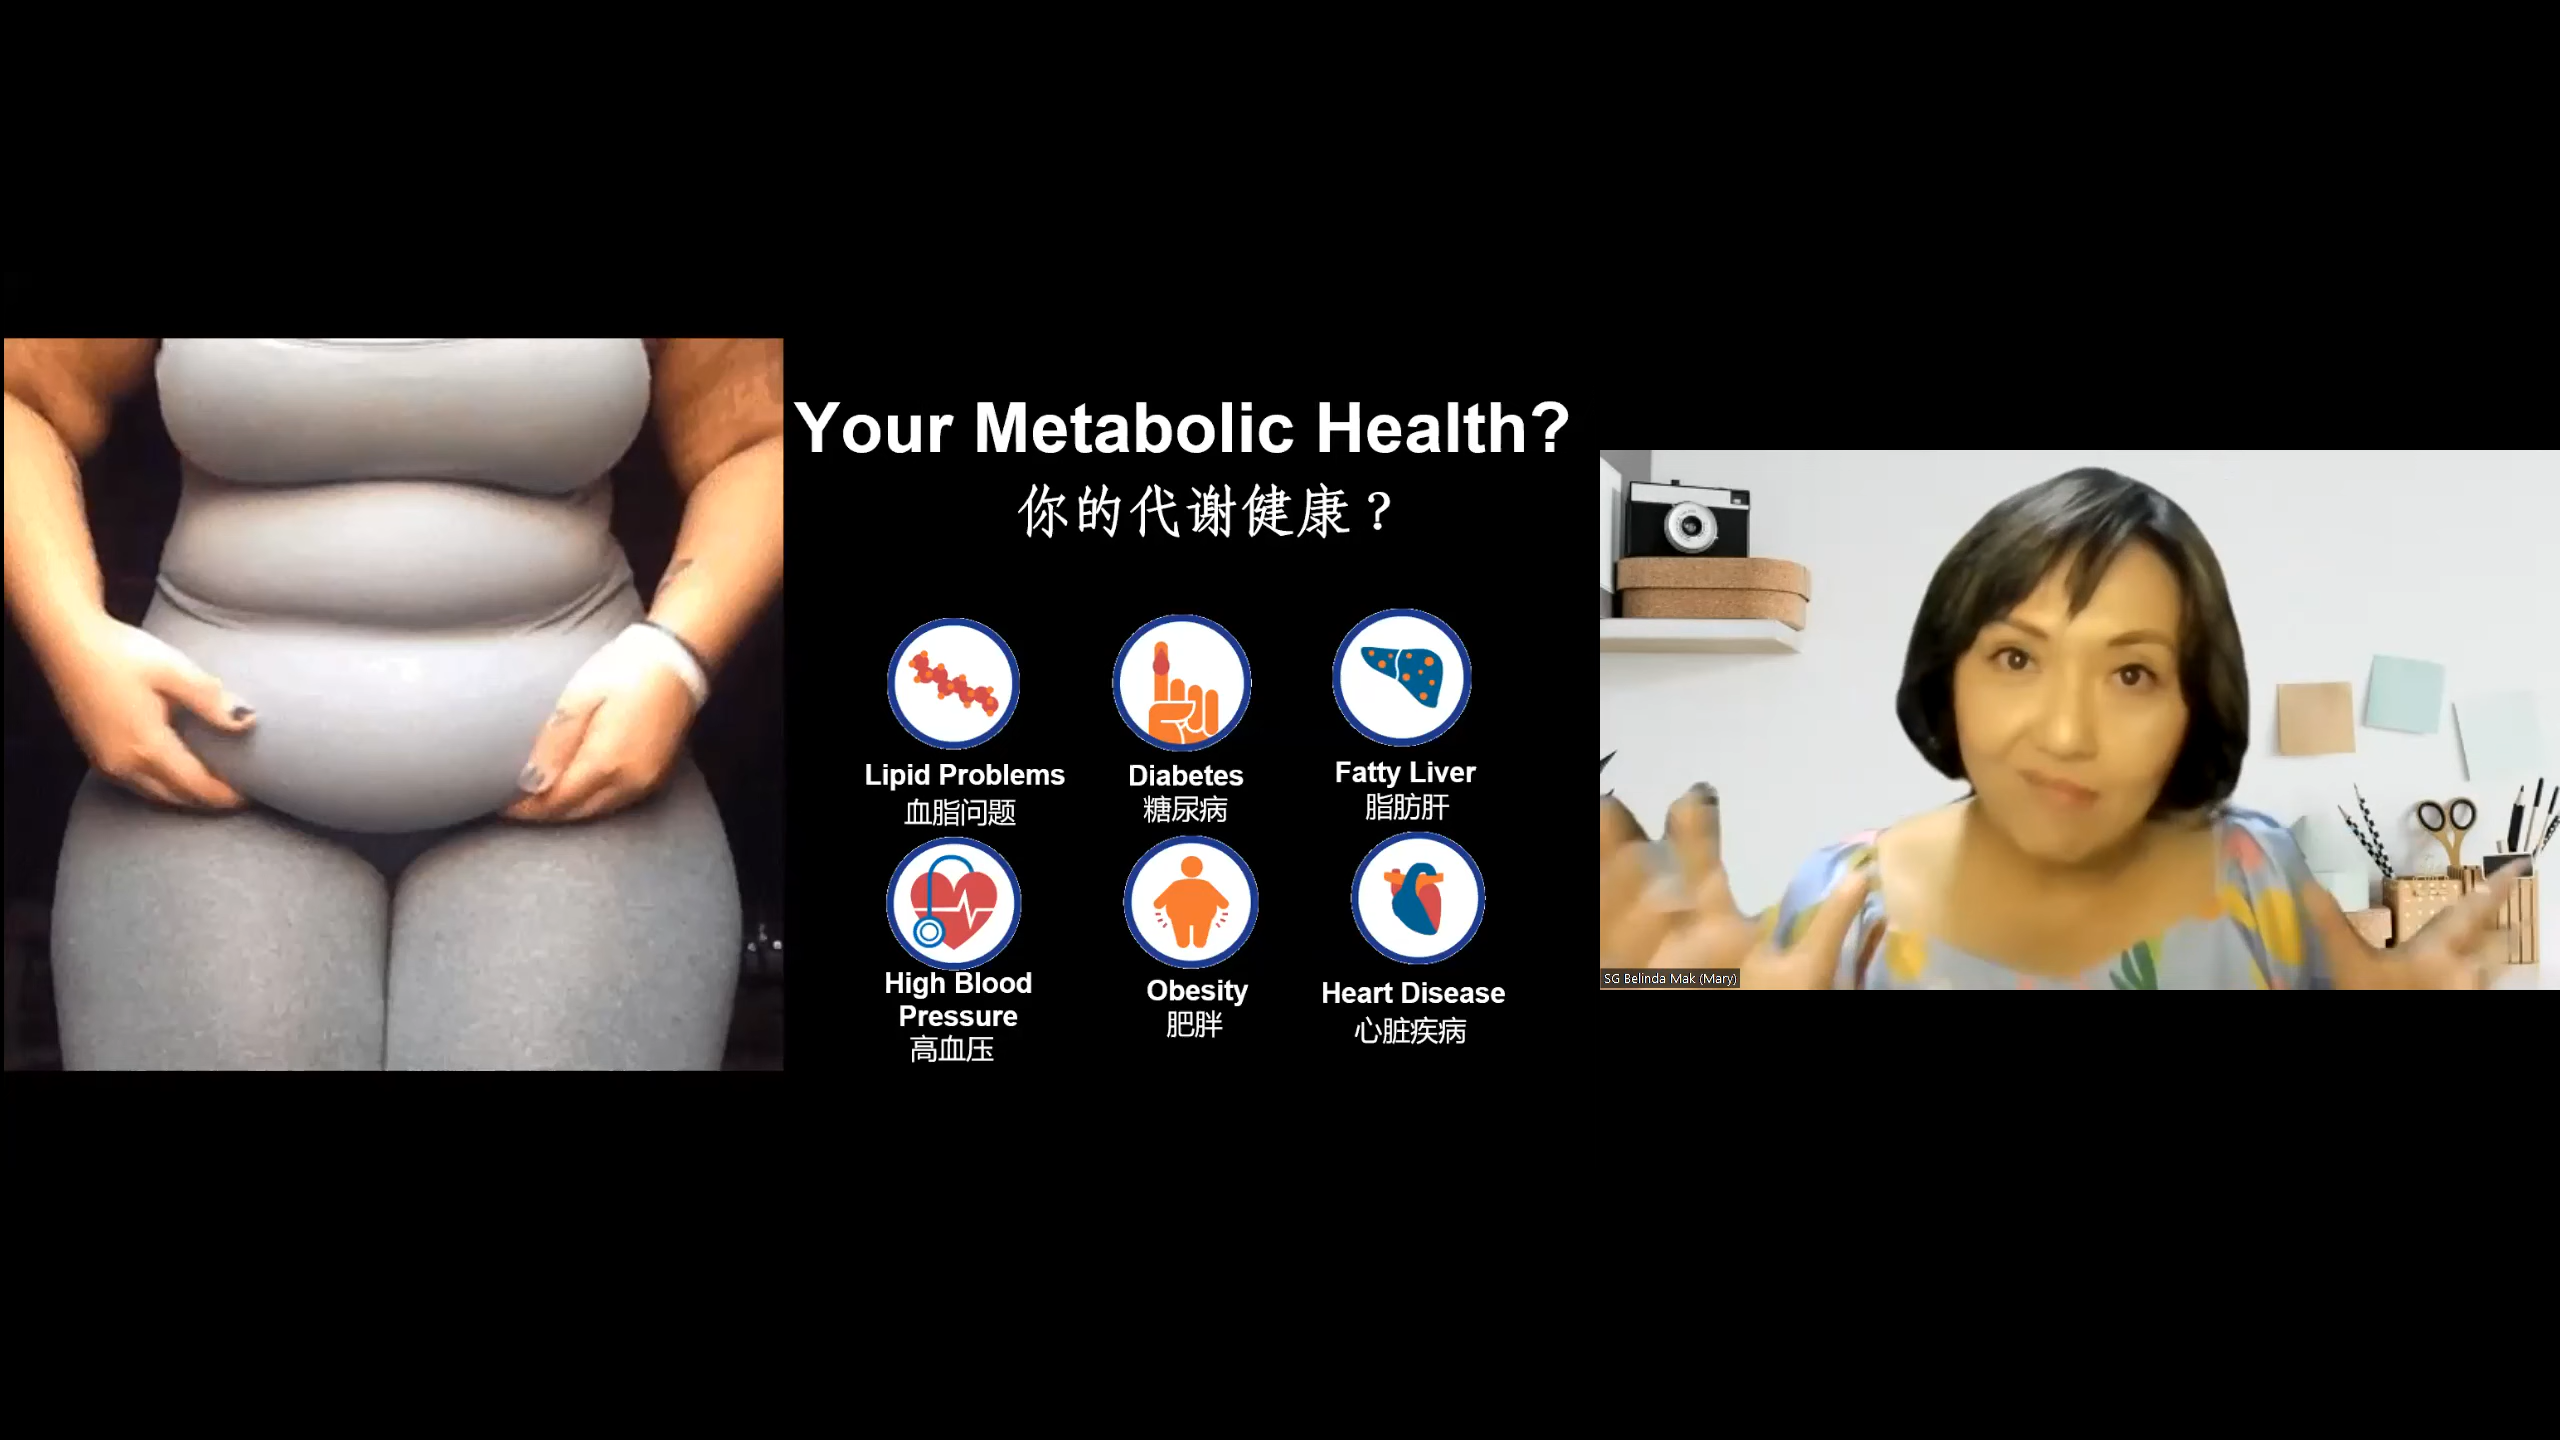 Your Metabolic Health?
你的代谢健康？
Lipid Problems
血脂问题
Diabetes
糖尿病
Fatty Liver
脂肪肝
High Blood
Pressure
高血压
Obesity
肥胖
Heart Disease
心脏疾病
SG Belinda Mak (Mary)